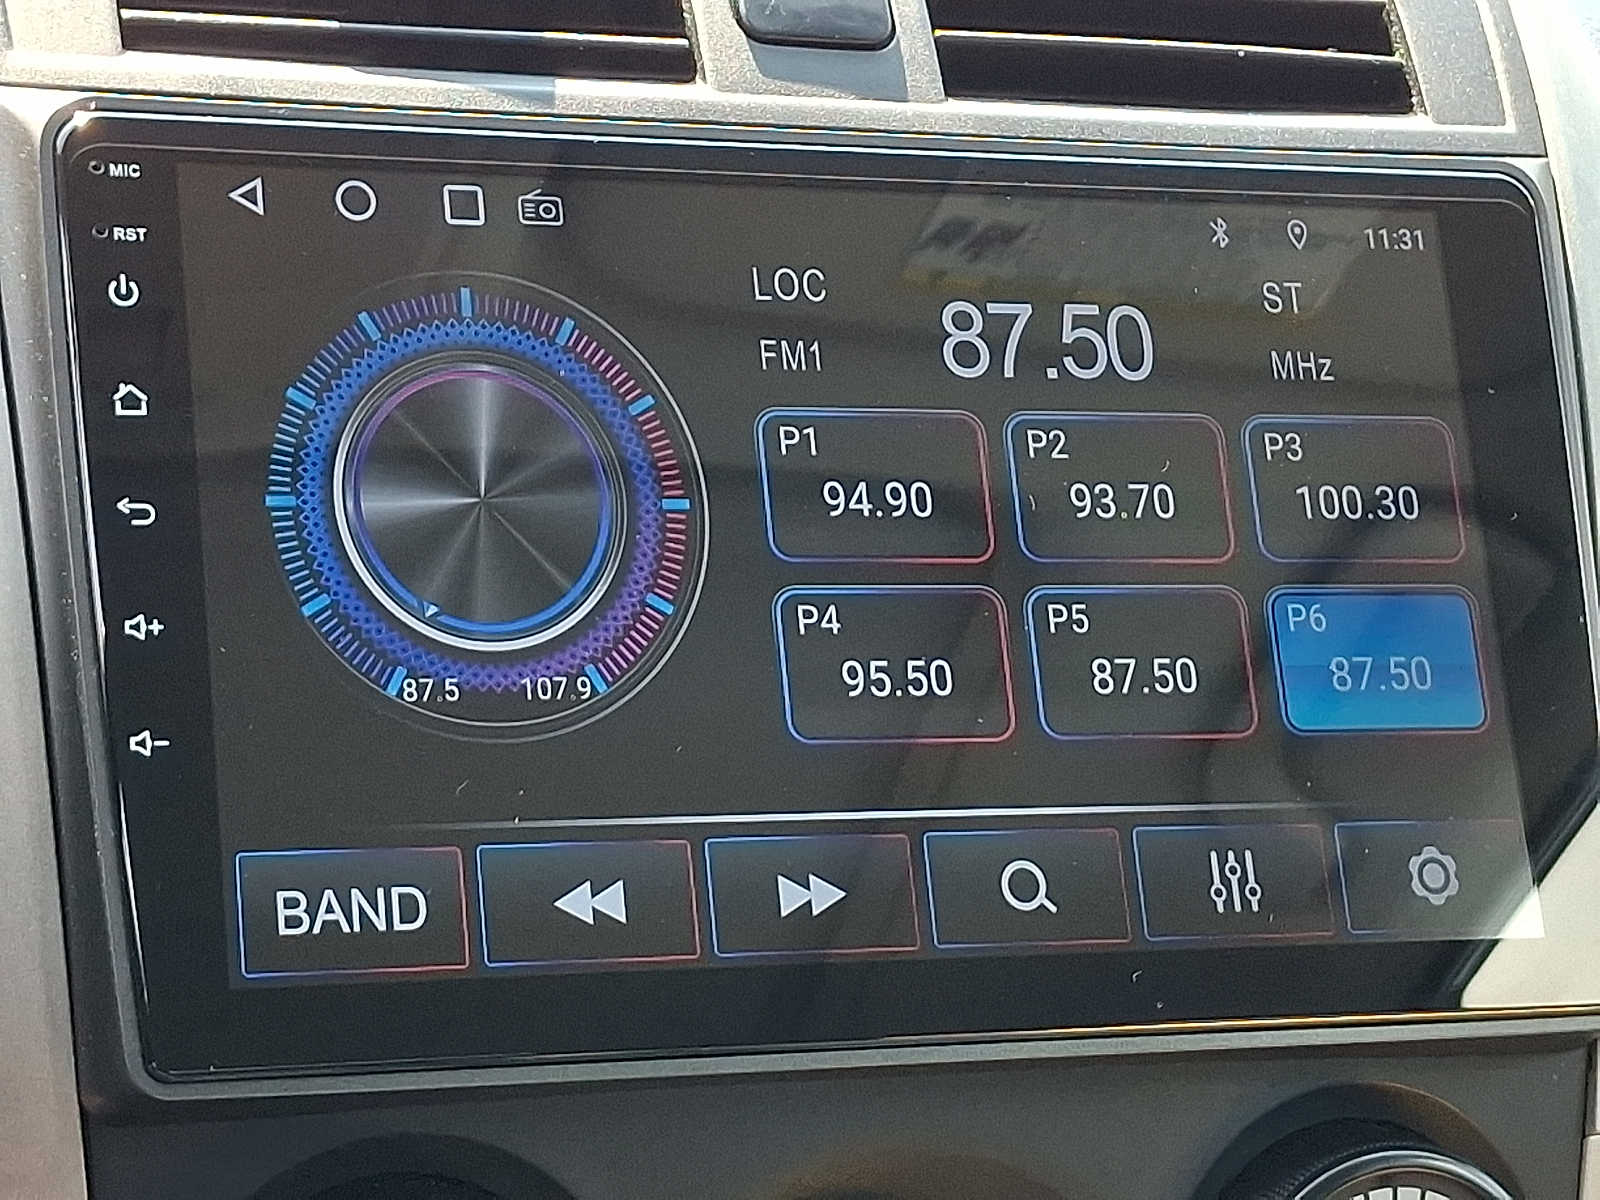 MIC
RST
11:31
LOC
87.50
ST
FM1
MHz
P1
94.90
P2
93.70
P3
100.30
P4
95.50
P5
87.50
P6
87.50
87.5
107.9
BAND